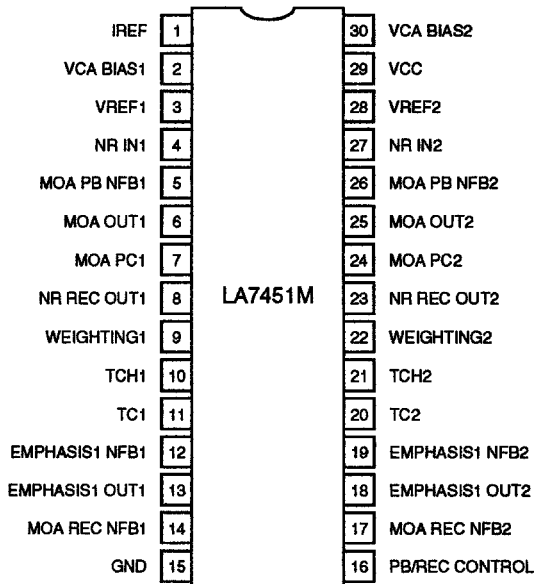 IREF 1 30 VCA BIAS2
VCA BIAS1 2 29 VCC
VREF1 3 28 VREF2
NR IN1 4 27 NR IN2
MOA PB NFB1 5 26 MOA PB NFB2
MOA OUT1 6 25 MOA OUT2
MOA PC1 7 24 MOA PC2
NR REC OUT1 8 LA7451M 23 NR REC OUT2
WEIGHTING1 9 22 WEIGHTING2
TCH1 10 21 TCH2
TC1 11 20 TC2
EMPHASIS1 NFB1 12 19 EMPHASIS1 NFB2
EMPHASIS1 OUT1 13 18 EMPHASIS1 OUT2
MOA REC NFB1 14 17 MOA REC NFB2
GND 15 16 PB/REC CONTROL